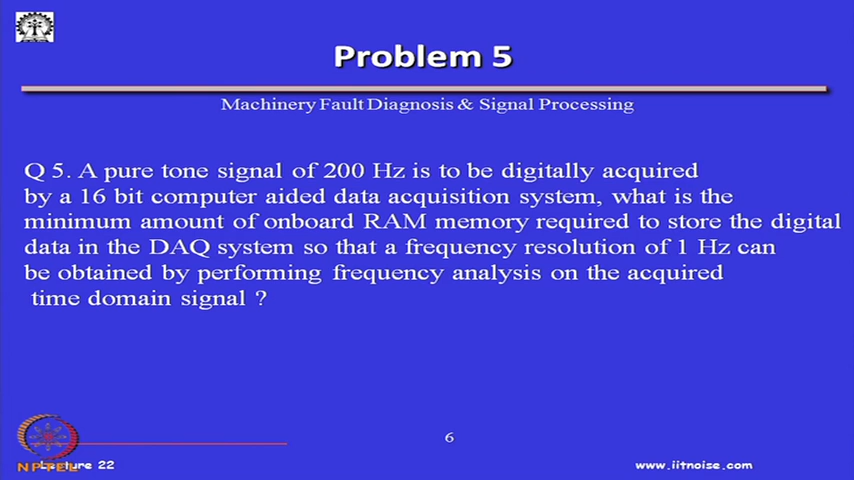 Problem 5
Machinery Fault Diagnosis & Signal Processing
Q 5. A pure tone signal of 200 Hz is to be digitally acquired
by a 16 bit computer aided data acquisition system, what is the
minimum amount of onboard RAM memory required to store the digital
data in the DAQ system so that a frequency resolution of 1 Hz can
be obtained by performing frequency analysis on the acquired
time domain signal ?
6
NPTEL
Lecture 22
www.iitnoise.com